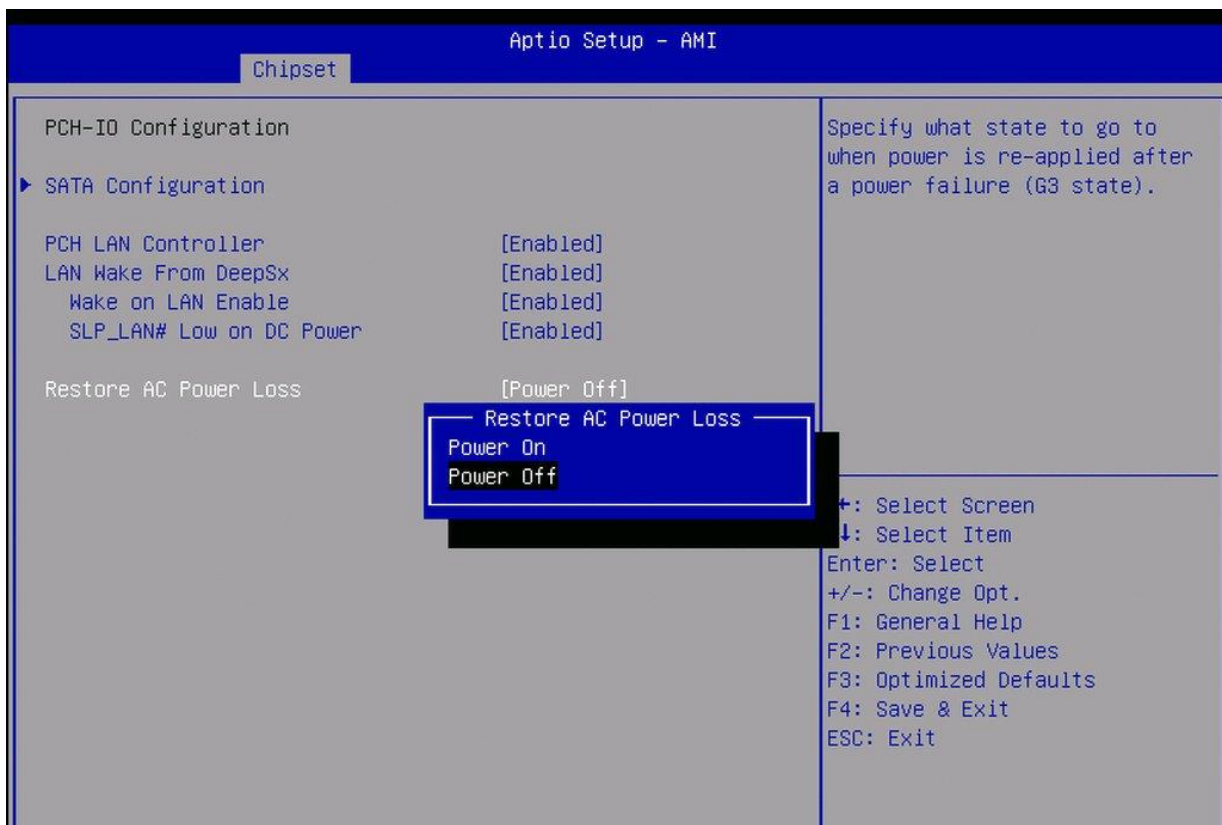 Aptio Setup - AMI
Chipset
PCH-IO Configuration
SATA Configuration
PCH LAN Controller [Enabled]
LAN Wake From DeepSx [Enabled]
Wake on LAN Enable [Enabled]
SLP_LAN# Low on DC Power [Enabled]
Restore AC Power Loss [Power Off]
Restore AC Power Loss
Power On
Power Off
Specify what state to go to
when power is re-applied after
a power failure (G3 state).
: Select Screen
: Select Item
Enter: Select
+/-: Change Opt.
F1: General Help
F2: Previous Values
F3: Optimized Defaults
F4: Save & Exit
ESC: Exit